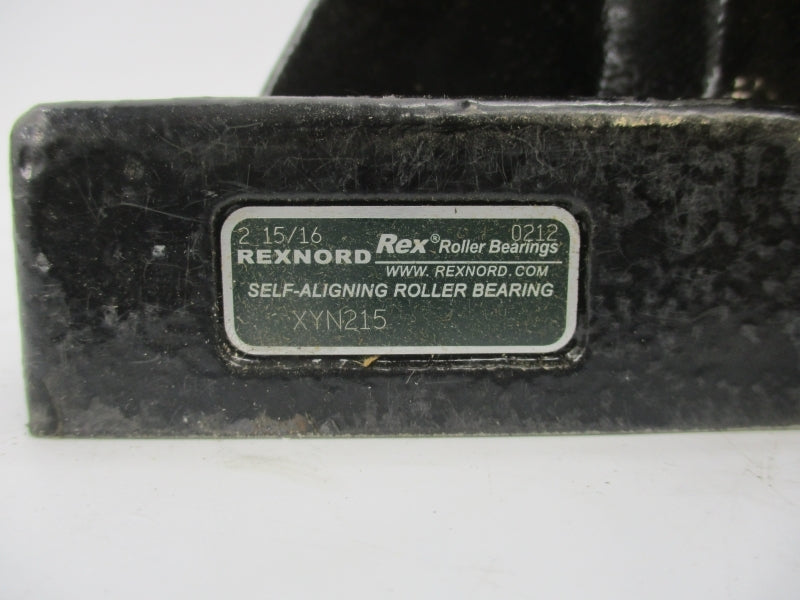 2 15/16 0212
REXNORD Rex® Roller Bearings
WWW. REXNORD.COM
SELF-ALIGNING ROLLER BEARING
XYN215